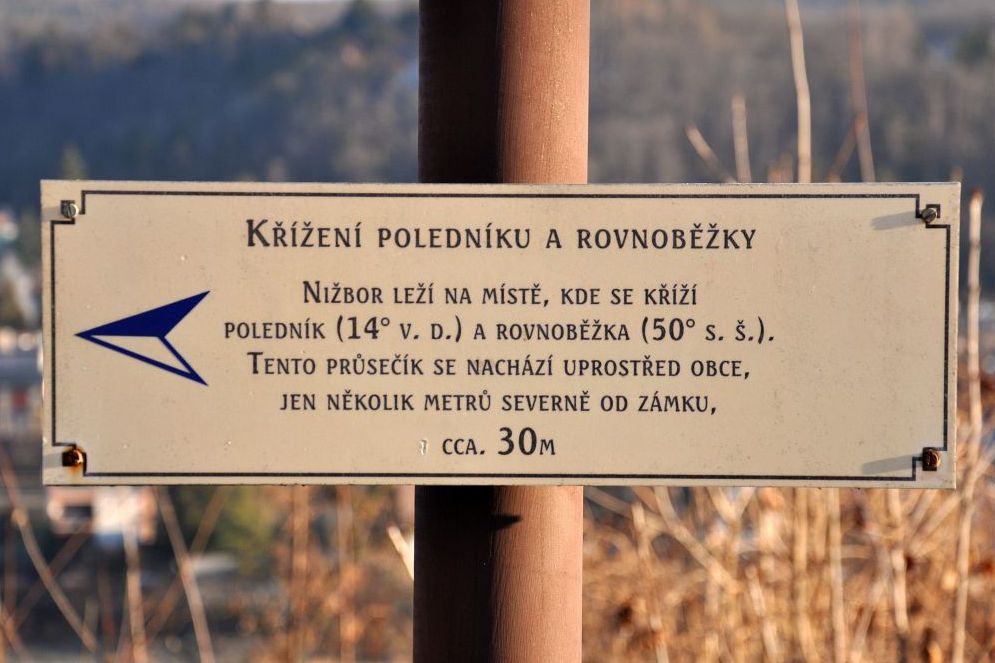 Křížení poledníku a rovnoběžky
Nižbor leží na místě, kde se kříží
poledník (14° v. d.) a rovnoběžka (50° s. š.).
Tento průsečík se nachází uprostřed obce,
jen několik metrů severně od zámku,
cca. 30m